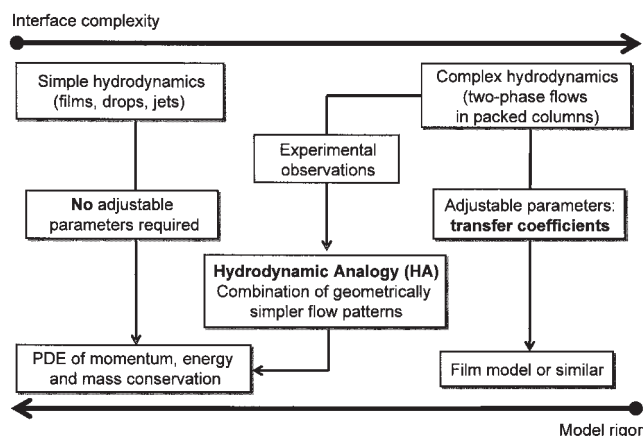 Interface complexity
Simple hydrodynamics
(films, drops, jets)
Complex hydrodynamics
(two-phase flows
in packed columns)
Experimental
observations
No adjustable
parameters required
Adjustable parameters:
transfer coefficients
Hydrodynamic Analogy (HA)
Combination of geometrically
simpler flow patterns
PDE of momentum, energy
and mass conservation
Film model or similar
Model rigor